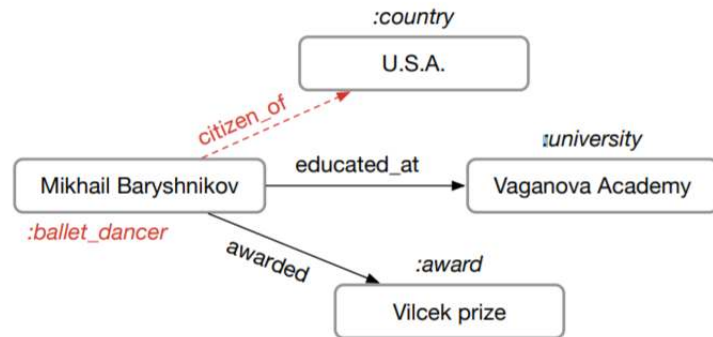 :country
U.S.A.
citizen_of
:university
educated_at
Mikhail Baryshnikov
Vaganova Academy
:ballet_dancer
awarded
:award
Vilcek prize